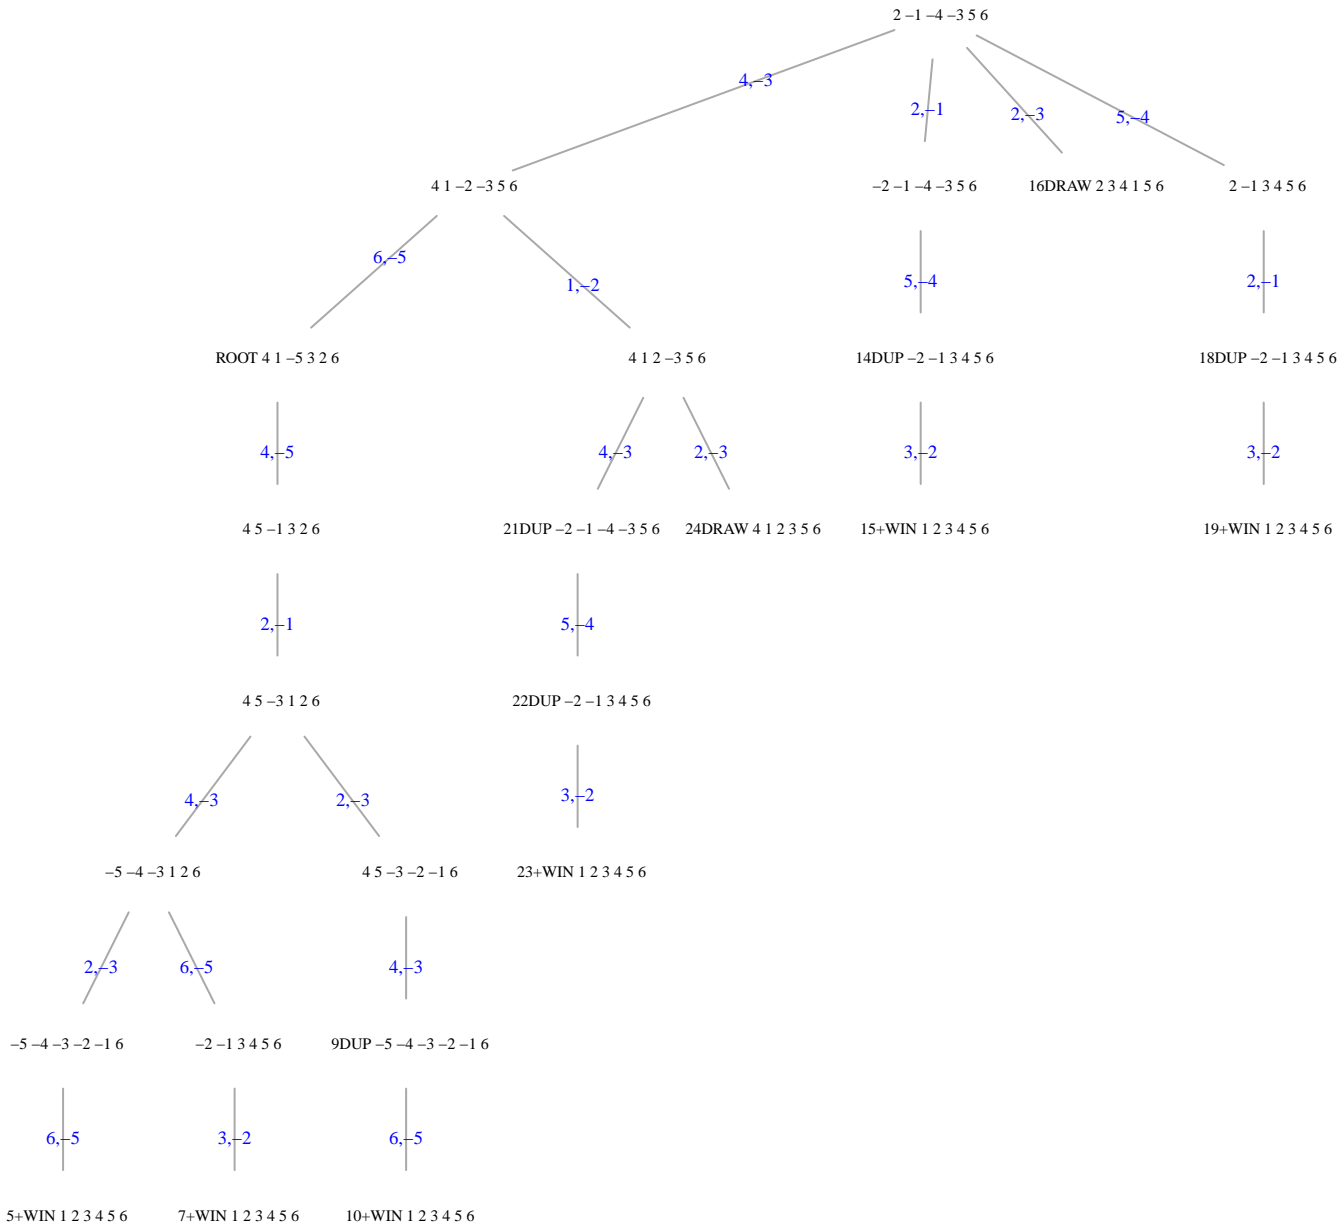 2 −1 −4 −3 5 6
4,−3
2,−1
2,−3
5,−4
4 1 −2 −3 5 6
−2 −1 −4 −3 5 6
16DRAW 2 3 4 1 5 6
2 −1 3 4 5 6
6,−5
1,−2
5,−4
2,−1
ROOT 4 1 −5 3 2 6
4 1 2 −3 5 6
14DUP −2 −1 3 4 5 6
18DUP −2 −1 3 4 5 6
4,−5
4,−3
2,−3
3,−2
3,−2
4 5 −1 3 2 6
21DUP −2 −1 −4 −3 5 6
24DRAW 4 1 2 3 5 6
15+WIN 1 2 3 4 5 6
19+WIN 1 2 3 4 5 6
2,−1
5,−4
4 5 −3 1 2 6
22DUP −2 −1 3 4 5 6
4,−3
2,−3
3,−2
−5 −4 −3 1 2 6
4 5 −3 −2 −1 6
23+WIN 1 2 3 4 5 6
2,−3
6,−5
4,−3
−5 −4 −3 −2 −1 6
−2 −1 3 4 5 6
9DUP −5 −4 −3 −2 −1 6
6,−5
3,−2
6,−5
5+WIN 1 2 3 4 5 6
7+WIN 1 2 3 4 5 6
10+WIN 1 2 3 4 5 6